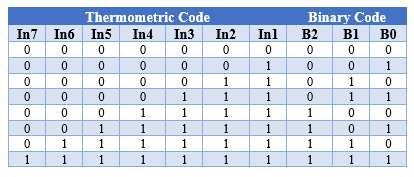 Thermometric Code Binary Code
In7 In6 In5 In4 In3 In2 In1 B2 B1 B0
0 0 0 0 0 0 0 0 0 0
0 0 0 0 0 0 1 0 0 1
0 0 0 0 0 1 1 0 1 0
0 0 0 0 1 1 1 0 1 1
0 0 0 1 1 1 1 1 0 0
0 0 1 1 1 1 1 1 0 1
0 1 1 1 1 1 1 1 1 0
1 1 1 1 1 1 1 1 1 1